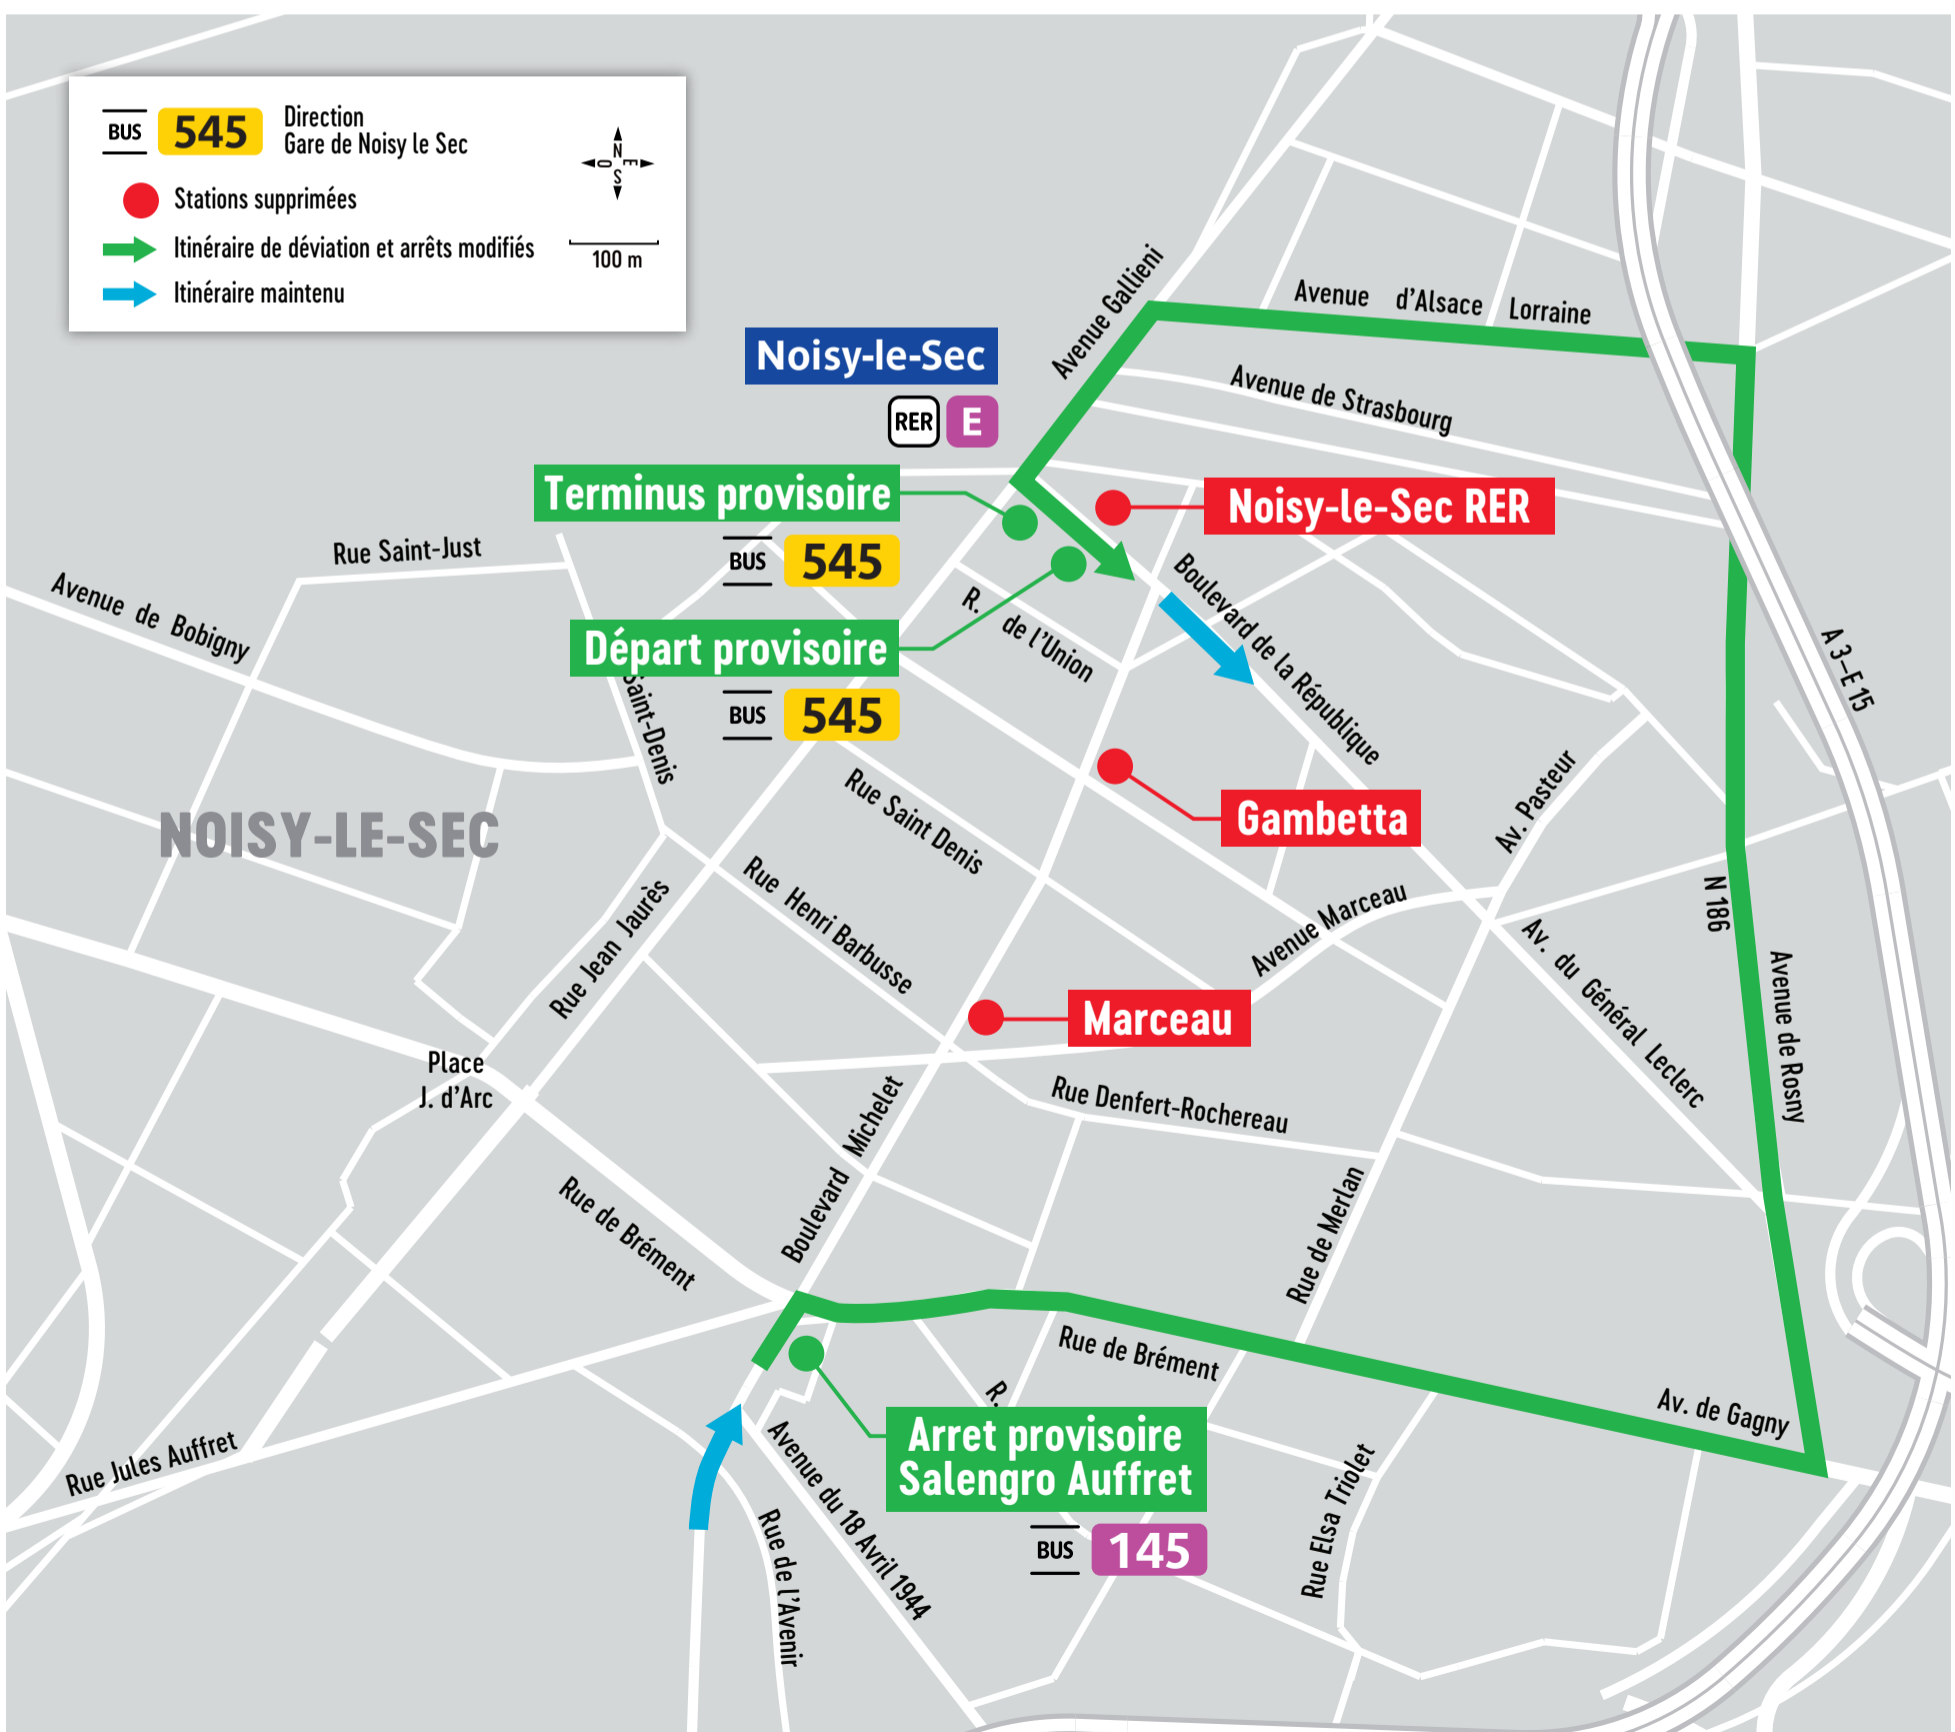 BUS 545 Direction
Gare de Noisy le Sec
N
O E
S
Stations supprimées
Itinéraire de déviation et arrêts modifiés
100 m
Itinéraire maintenu
Avenue Gallieni
Avenue d'Alsace Lorraine
Noisy-le-Sec
RER E
Avenue de Strasbourg
Terminus provisoire
BUS 545
Noisy-le-Sec RER
Rue Saint-Just
Avenue de Bobigny
R. de l'Union
Boulevard de la République
Départ provisoire
BUS 545
A 3–E 15
Saint-Denis
NOISY-LE-SEC
Rue Saint Denis
Gambetta
Av. Pasteur
Rue Henri Barbusse
Rue Jean Jaurès
Avenue Marceau
N 186
Av. du Général Leclerc
Avenue de Rosny
Marceau
Place
J. d'Arc
Boulevard Michelet
Rue Denfert-Rochereau
Rue de Brément
Rue de Merlan
Rue de Brément
Av. de Gagny
R.
Arret provisoire
Salengro Auffret
BUS 145
Rue Jules Auffret
Avenue du 18 Avril 1944
Rue de l'Avenir
Rue Elsa Triolet